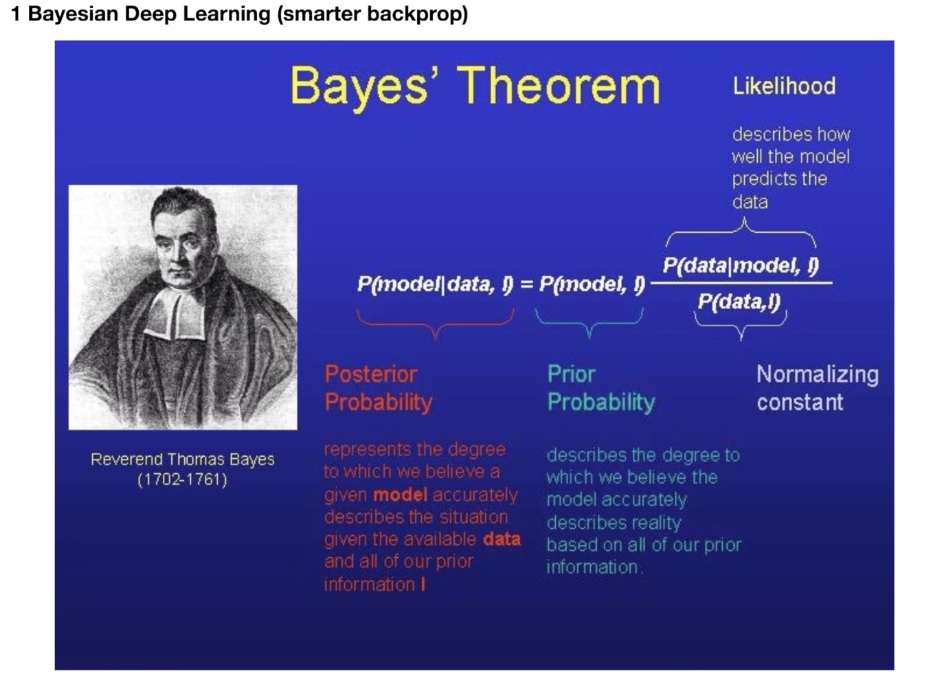 1 Bayesian Deep Learning (smarter backprop)
Bayes’ Theorem
Likelihood
describes how
well the model
predicts the
data
P(model|data, I) = P(model, I) P(data|model, I)
P(data,I)
Posterior
Probability
Prior
Probability
Normalizing
constant
Reverend Thomas Bayes
(1702-1761)
represents the degree
to which we believe a
given model accurately
describes the situation
given the available data
and all of our prior
information I
describes the degree to
which we believe the
model accurately
describes reality
based on all of our prior
information.